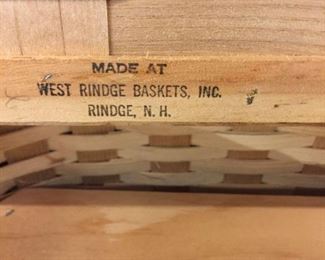 MADE AT
WEST RINDGE BASKETS, INC.
RINDGE, N. H.